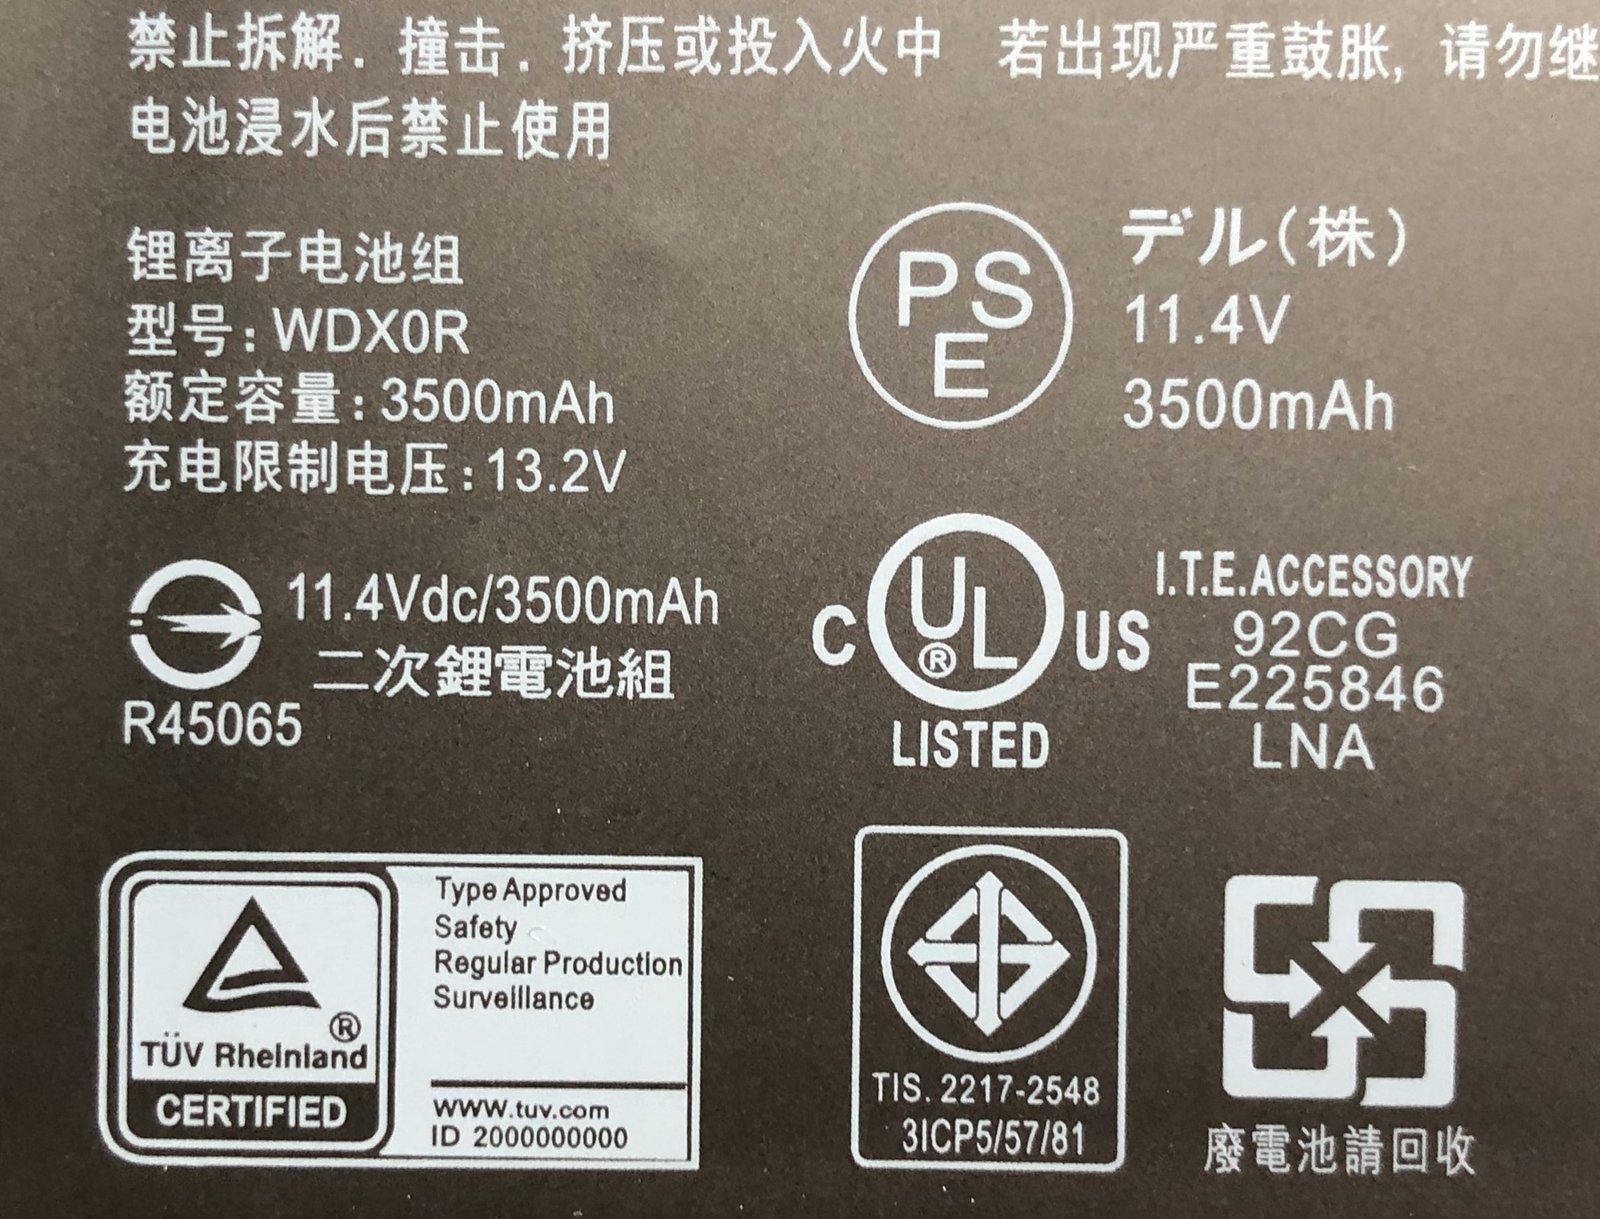 禁止拆解. 撞击. 挤压或投入火中 若出现严重鼓胀, 请勿继
电池浸水后禁止使用
锂离子电池组
型号: WDX0R
额定容量: 3500mAh
充电限制电压: 13.2V
PS
E
デル(株)
11.4V
3500mAh
11.4Vdc/3500mAh
二次鋰電池組
R45065
C UL ® US
LISTED
I.T.E.ACCESSORY
92CG
E225846
LNA
®
TÜV Rheinland
CERTIFIED
Type Approved
Safety
Regular Production
Surveillance
www.tuv.com
ID 2000000000
TIS. 2217-2548
3ICP5/57/81
廢電池請回收